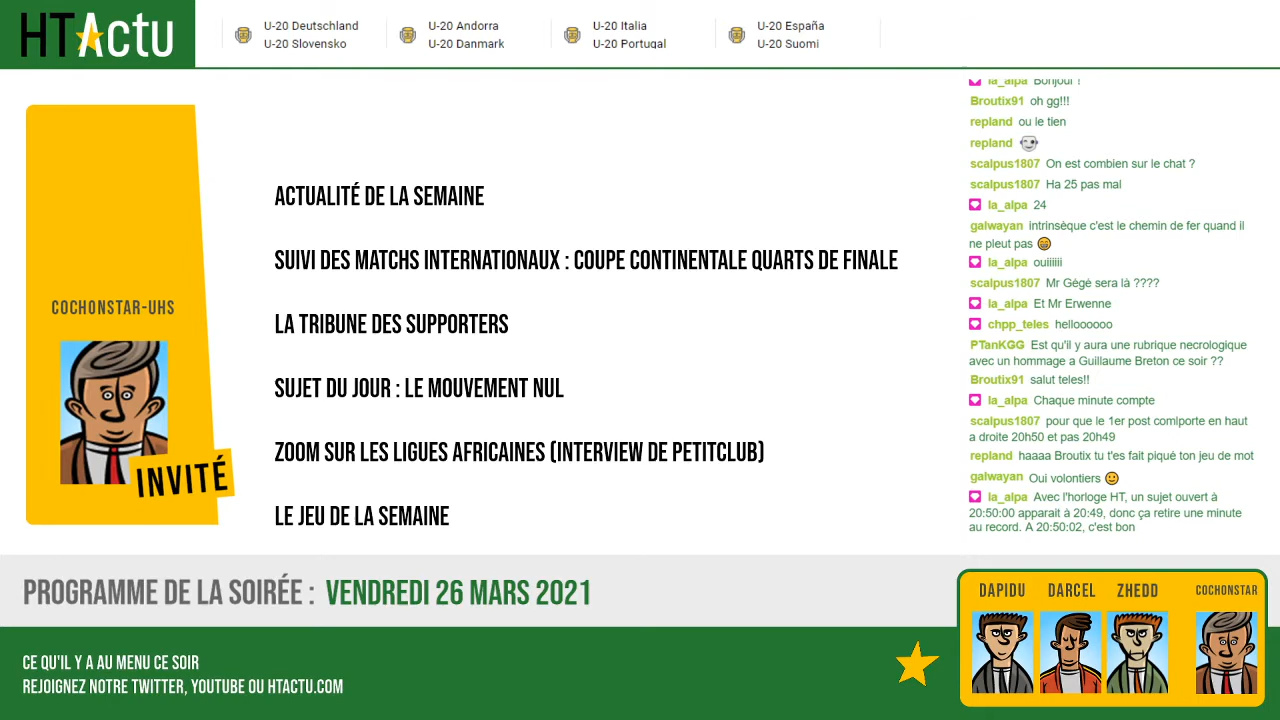 HTActu
U-20 Deutschland
U-20 Slovensko
U-20 Andorra
U-20 Danmark
U-20 Italia
U-20 Portugal
U-20 España
U-20 Suomi
COCHONSTAR-UHS
INVITÉ
ACTUALITÉ DE LA SEMAINE
SUIVI DES MATCHS INTERNATIONAUX : COUPE CONTINENTALE QUARTS DE FINALE
LA TRIBUNE DES SUPPORTERS
SUJET DU JOUR : LE MOUVEMENT NUL
ZOOM SUR LES LIGUES AFRICAINES (INTERVIEW DE PETITCLUB)
LE JEU DE LA SEMAINE
la_alpa Bonjour !
Broutix91 oh gg!!!
repland ou le tien
repland
scalpus1807 On est combien sur le chat ?
scalpus1807 Ha 25 pas mal
la_alpa 24
galwayan intrinsèque c'est le chemin de fer quand il
ne pleut pas
la_alpa ouiiiiii
scalpus1807 Mr Gégé sera là ????
la_alpa Et Mr Erwenne
chpp_teles helloooooo
PTanKGG Est qu'il y aura une rubrique necrologique
avec un hommage a Guillaume Breton ce soir ??
Broutix91 salut teles!!
la_alpa Chaque minute compte
scalpus1807 pour que le 1er post comlporte en haut
a droite 20h50 et pas 20h49
repland haaaa Broutix tu t'es fait piqué ton jeu de mot
galwayan Oui volontiers
la_alpa Avec l'horloge HT, un sujet ouvert à
20:50:00 apparait à 20:49, donc ça retire une minute
au record. A 20:50:02, c'est bon
PROGRAMME DE LA SOIRÉE : VENDREDI 26 MARS 2021
CE QU'IL Y A AU MENU CE SOIR
REJOIGNEZ NOTRE TWITTER, YOUTUBE OU HTACTU.COM
DAPIDU
DARCEL
ZHEDD
COCHONSTAR